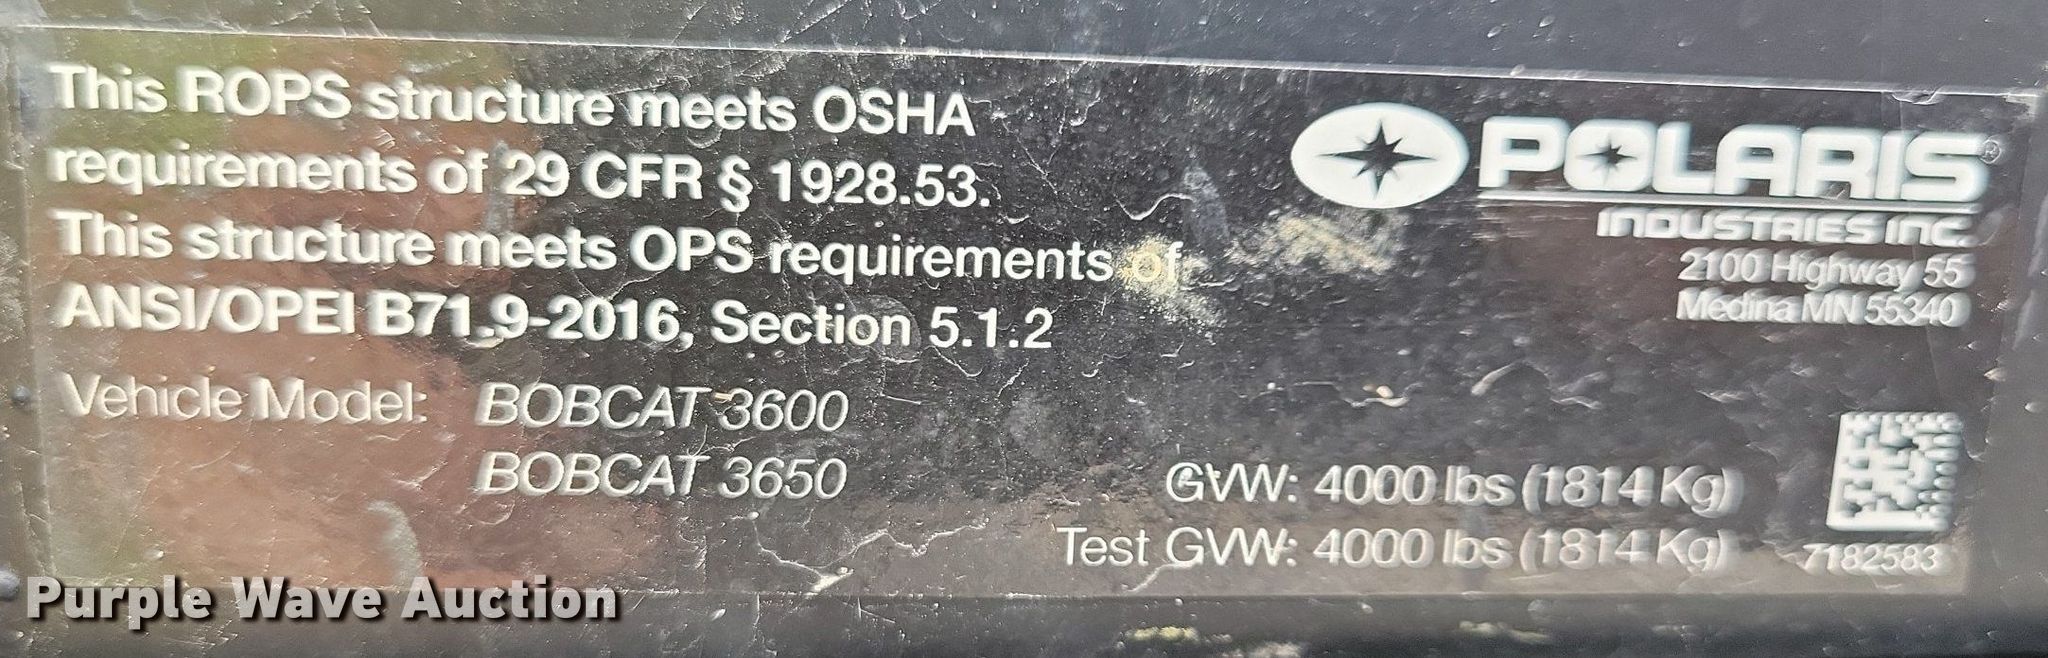 This ROPS structure meets OSHA
requirements of 29 CFR § 1928.53.
This structure meets OPS requirements of
ANSI/OPEI B71.9-2016, Section 5.1.2
Vehicle Model: BOBCAT 3600
BOBCAT 3650
POLARIS®
INDUSTRIES INC.
2100 Highway 55
Medina MN 55340
GVW: 4000 lbs (1814 Kg)
Test GVW: 4000 lbs (1814 Kg)
7182583
Purple Wave Auction